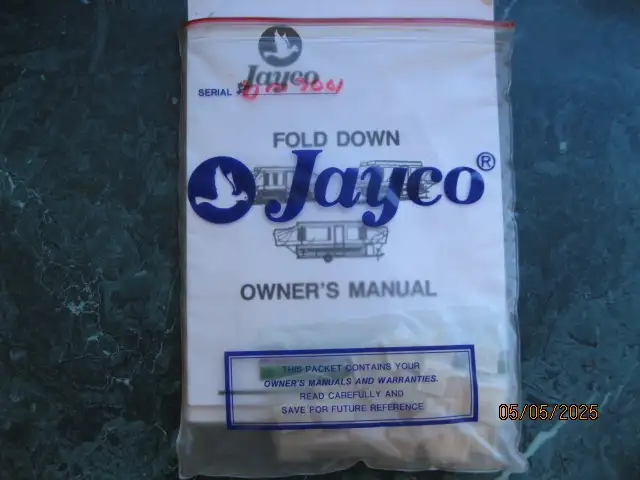 Jayco
SERIAL #
FOLD DOWN
Jayco®
OWNER'S MANUAL
THIS PACKET CONTAINS YOUR
OWNER'S MANUALS AND WARRANTIES.
READ CAREFULLY AND
SAVE FOR FUTURE REFERENCE
05/05/2025